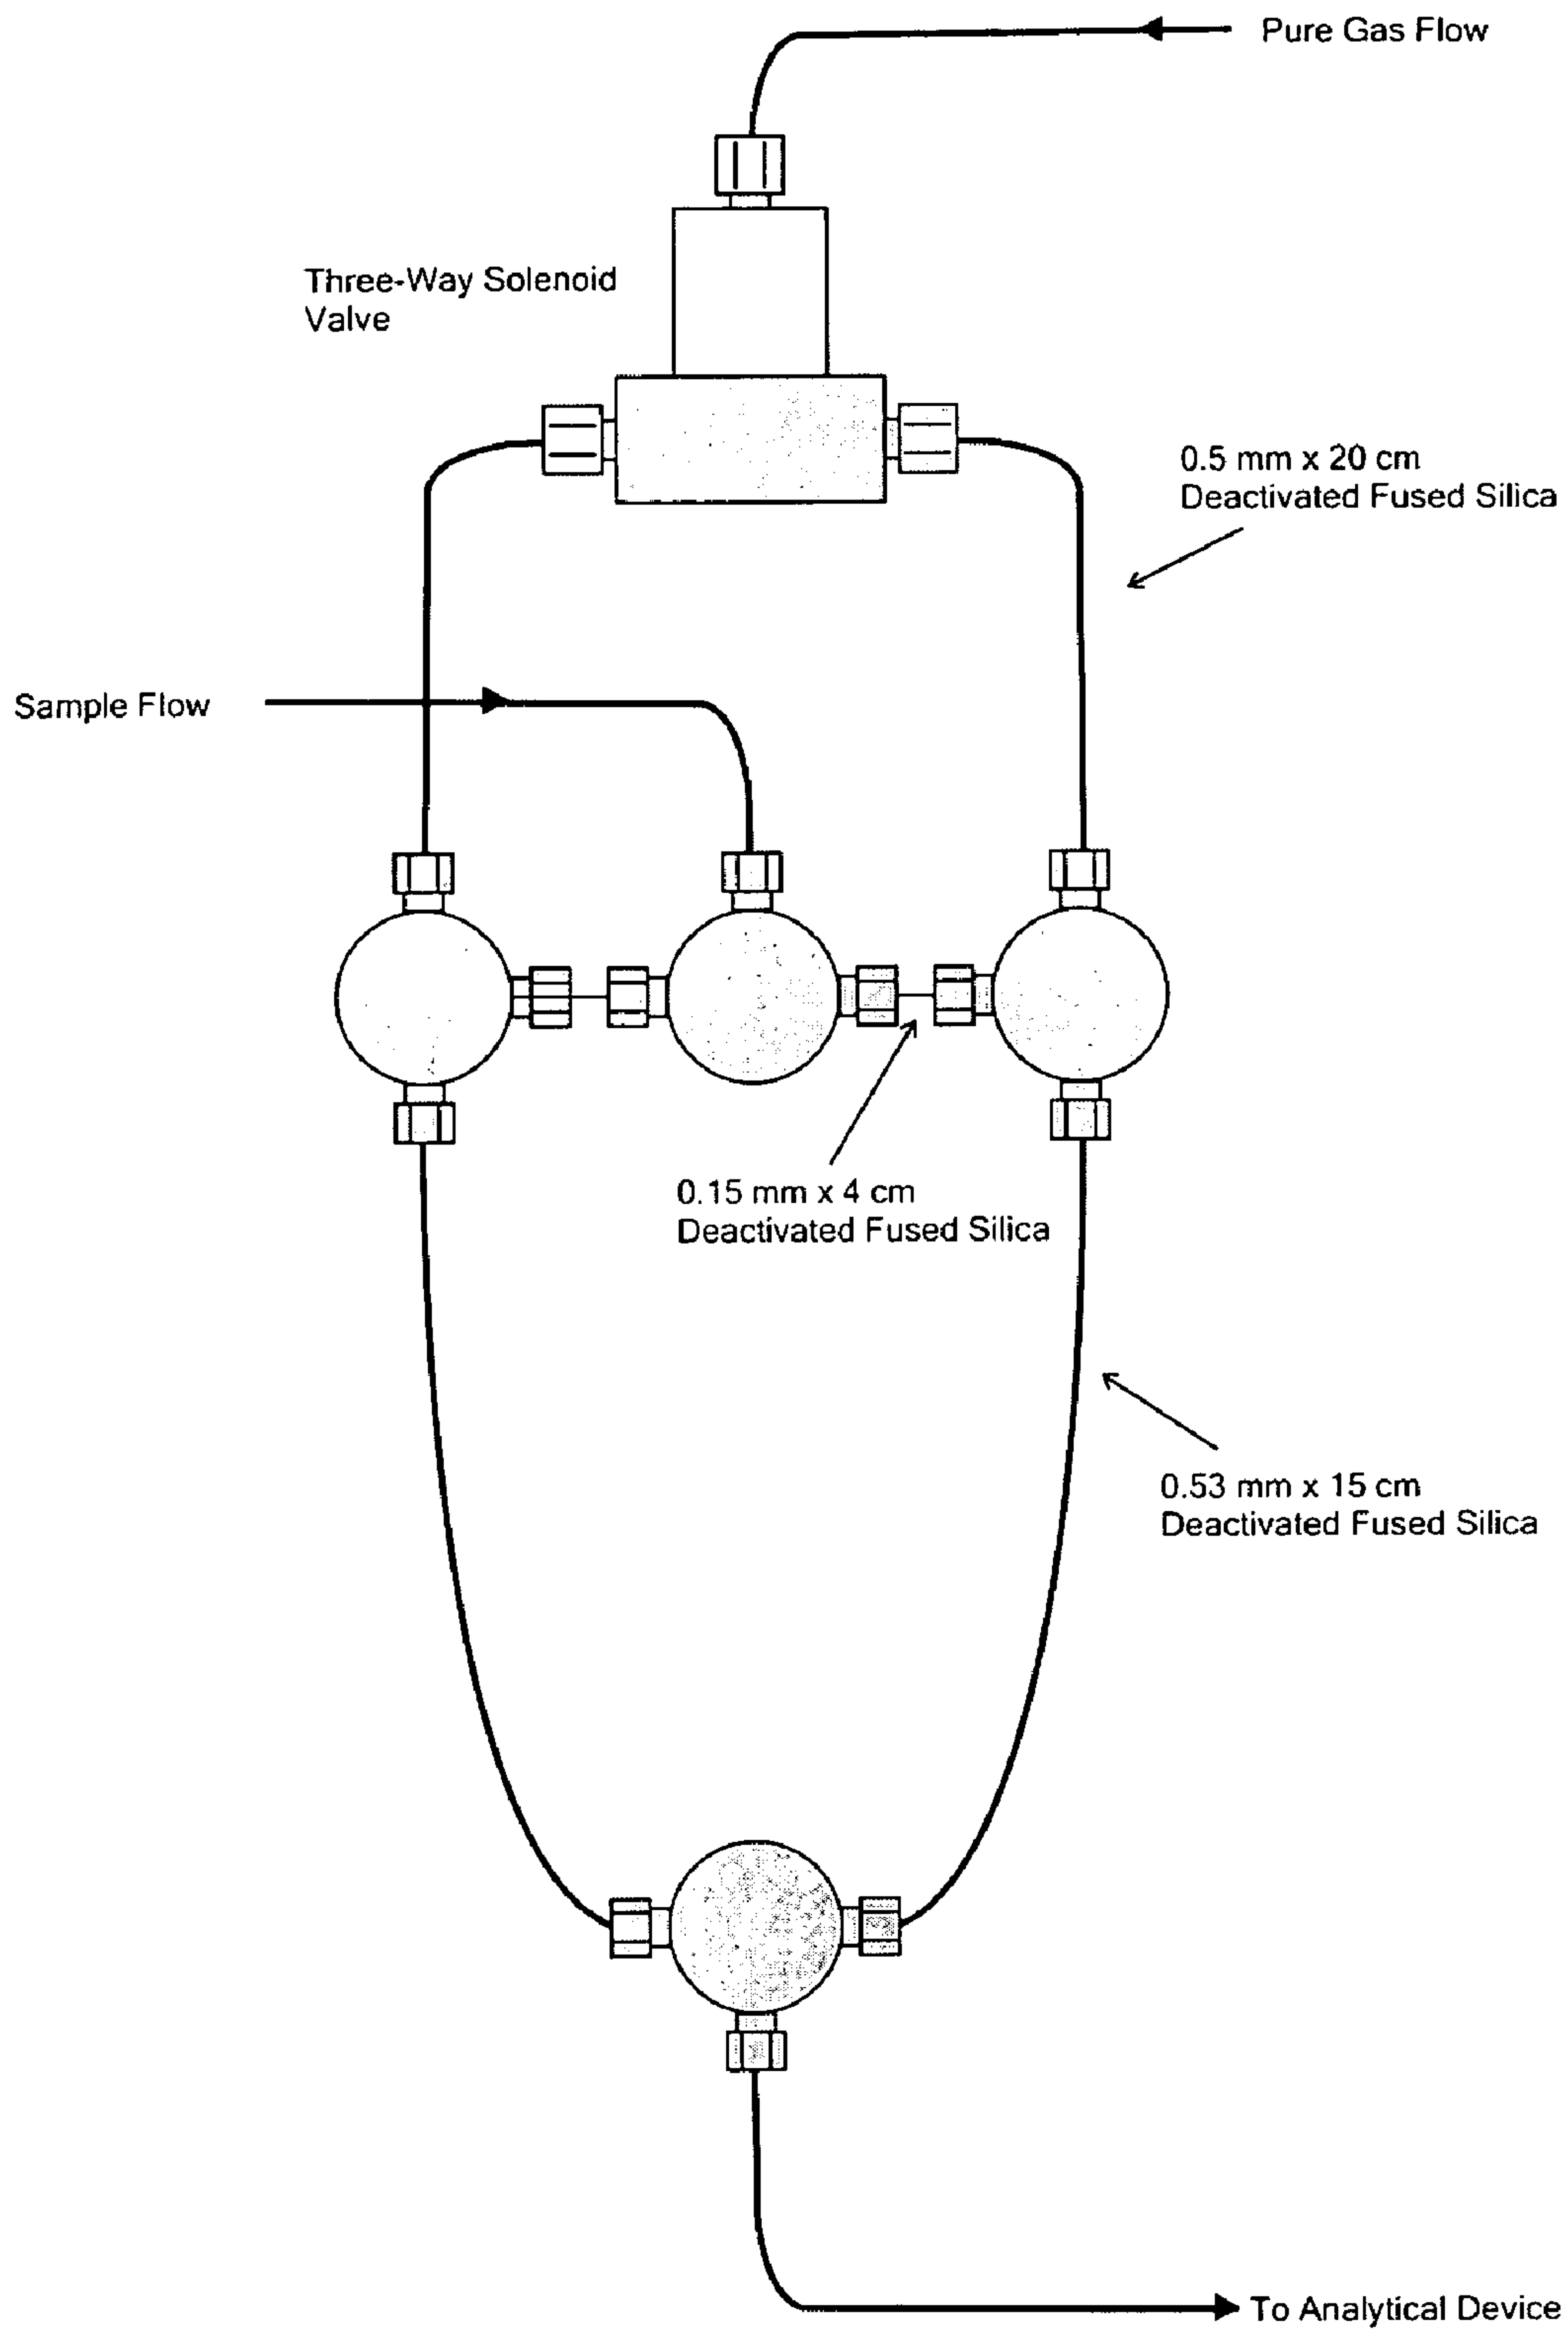 Pure Gas Flow
Three-Way Solenoid
Valve
0.5 mm x 20 cm
Deactivated Fused Silica
Sample Flow
0.15 mm x 4 cm
Deactivated Fused Silica
0.53 mm x 15 cm
Deactivated Fused Silica
To Analytical Device